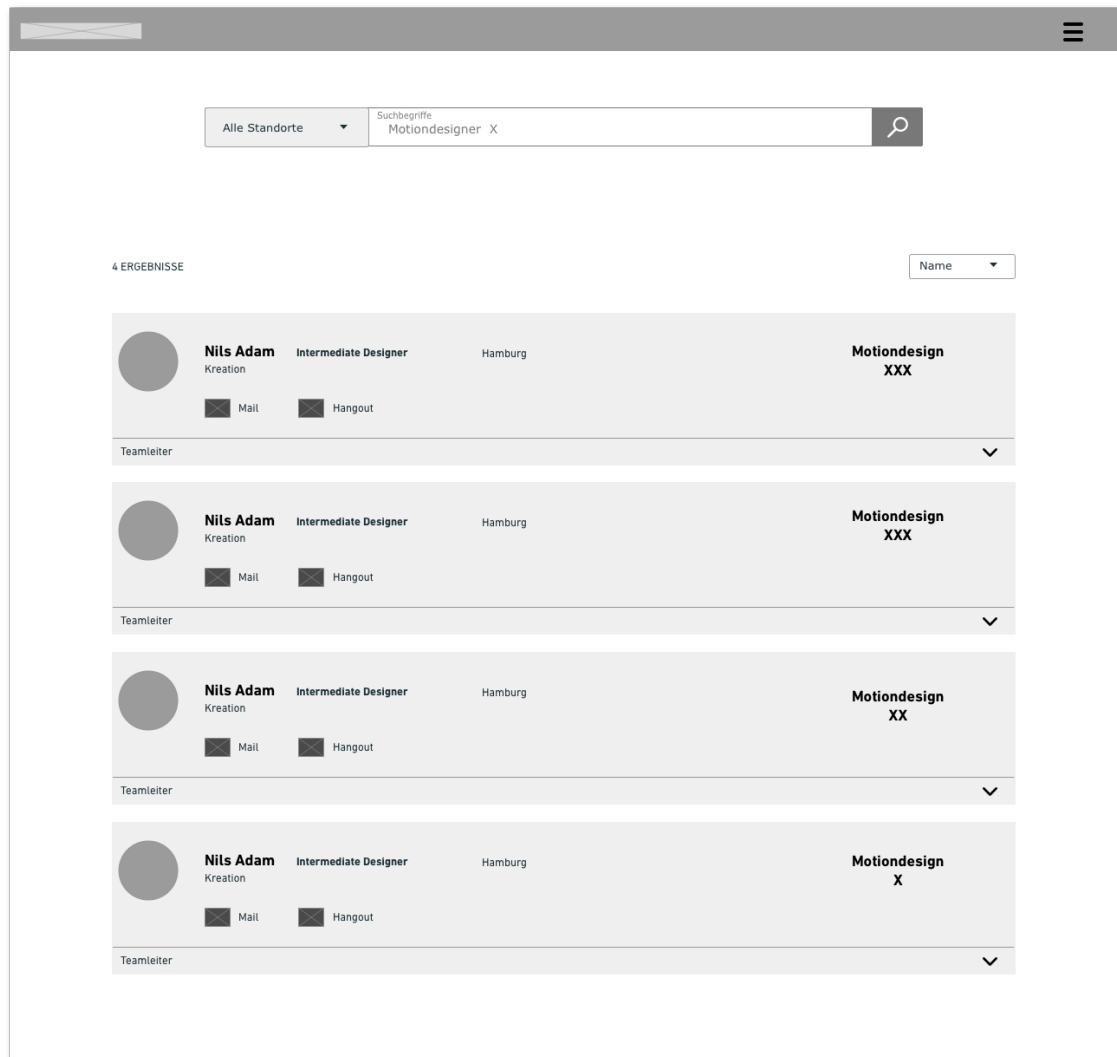 Alle Standorte
Suchbegriffe
Motiondesigner X
4 ERGEBNISSE
Name
Nils Adam Intermediate Designer Hamburg Motiondesign
Kreation XXX
Mail Hangout
Teamleiter
Nils Adam Intermediate Designer Hamburg Motiondesign
Kreation XXX
Mail Hangout
Teamleiter
Nils Adam Intermediate Designer Hamburg Motiondesign
Kreation XX
Mail Hangout
Teamleiter
Nils Adam Intermediate Designer Hamburg Motiondesign
Kreation X
Mail Hangout
Teamleiter